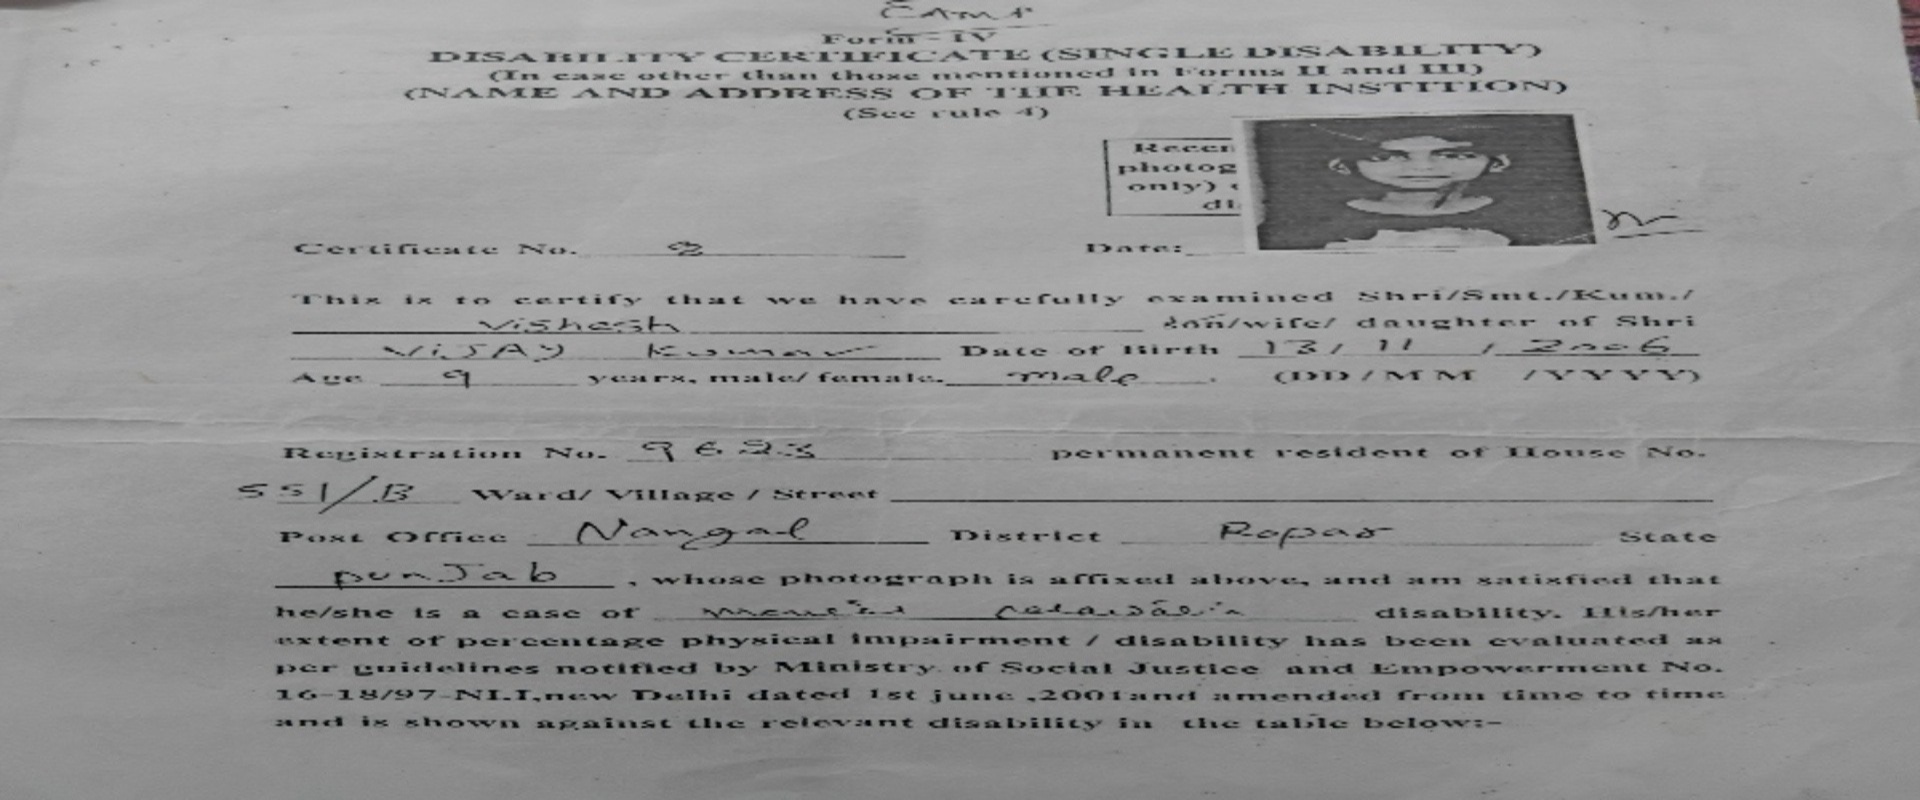 CAMP
Form - IV
DISABILITY CERTIFICATE (SINGLE DISABILITY)
(In case other than those mentioned in Forms II and III)
(NAME AND ADDRESS OF THE HEALTH INSTITION)
(See rule 4)
Recen
photog
only)
di
Certificate No. 2
Date:
This is to certify that we have carefully examined Shri/Smt./Kum./
Vishesh son/wife/ daughter of Shri
VIJAY Kumar Date of Birth 13 / 11 / 2006
Age 9 years, male/ female. male . (DD / MM / YYYY)
Registration No. permanent resident of House No.
551/B Ward/ Village / Street
Post Office Nangal District Ropar State
punJab , whose photograph is affixed above, and am satisfied that
he/she is a case of mental retardation disability. His/her
extent of percentage physical impairment / disability has been evaluated as
per guidelines notified by Ministry of Social Justice and Empowerment No.
16-18/97-NI.I,new Delhi dated 1st june ,2001and amended from time to time
and is shown against the relevant disability in the table below:-